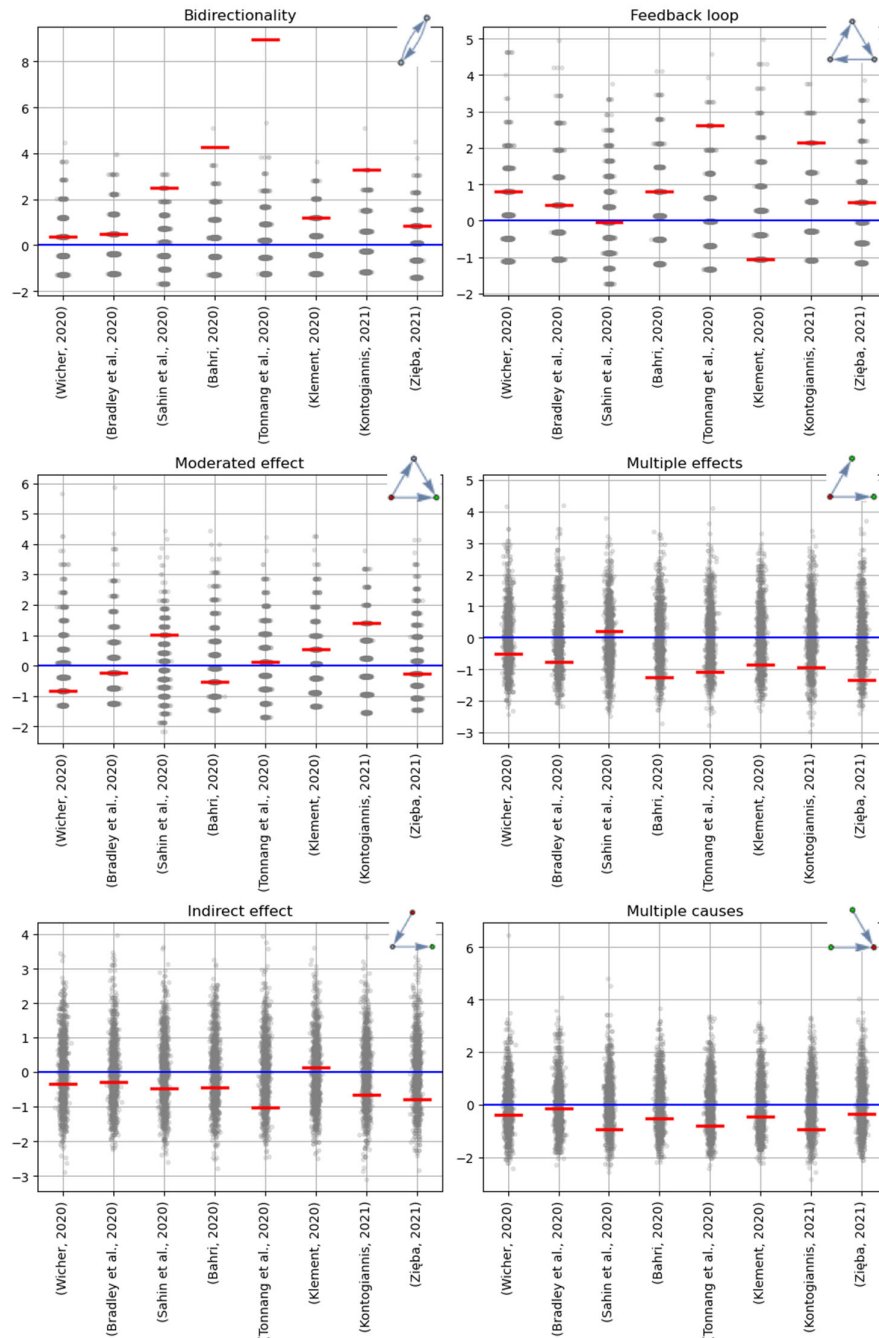 Bidirectionality
8
6
4
2
0
−2
(Wicher, 2020)
(Bradley et al., 2020)
(Sahin et al., 2020)
(Bahri, 2020)
(Tonnang et al., 2020)
(Klement, 2020)
(Kontogiannis, 2021)
(Zięba, 2021)
Feedback loop
5
4
3
2
1
0
−1
−2
(Wicher, 2020)
(Bradley et al., 2020)
(Sahin et al., 2020)
(Bahri, 2020)
(Tonnang et al., 2020)
(Klement, 2020)
(Kontogiannis, 2021)
(Zięba, 2021)
Moderated effect
6
5
4
3
2
1
0
−1
−2
(Wicher, 2020)
(Bradley et al., 2020)
(Sahin et al., 2020)
(Bahri, 2020)
(Tonnang et al., 2020)
(Klement, 2020)
(Kontogiannis, 2021)
(Zięba, 2021)
Multiple effects
5
4
3
2
1
0
−1
−2
−3
(Wicher, 2020)
(Bradley et al., 2020)
(Sahin et al., 2020)
(Bahri, 2020)
(Tonnang et al., 2020)
(Klement, 2020)
(Kontogiannis, 2021)
(Zięba, 2021)
Indirect effect
4
3
2
1
0
−1
−2
−3
(Wicher, 2020)
(Bradley et al., 2020)
(Sahin et al., 2020)
(Bahri, 2020)
(Tonnang et al., 2020)
(Klement, 2020)
(Kontogiannis, 2021)
(Zięba, 2021)
Multiple causes
6
4
2
0
−2
(Wicher, 2020)
(Bradley et al., 2020)
(Sahin et al., 2020)
(Bahri, 2020)
(Tonnang et al., 2020)
(Klement, 2020)
(Kontogiannis, 2021)
(Zięba, 2021)